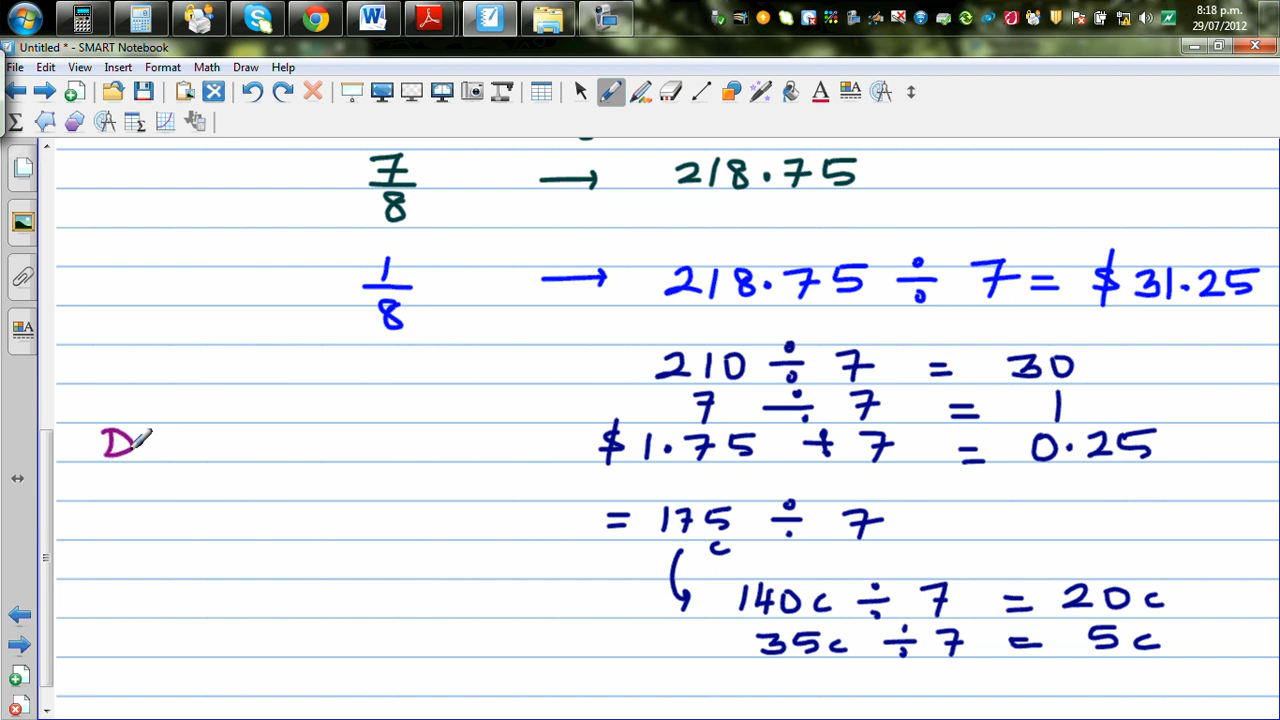 8:18 p.m.
29/07/2012
Untitled * - SMART Notebook
File Edit View Insert Format Math Draw Help
7/8 → 218.75
1/8 → 218.75 ÷ 7 = $31.25
210 ÷ 7 = 30
7 ÷ 7 = 1
D $1.75 + 7 = 0.25
= 175c ÷ 7
140c ÷ 7 = 20c
35c ÷ 7 = 5c